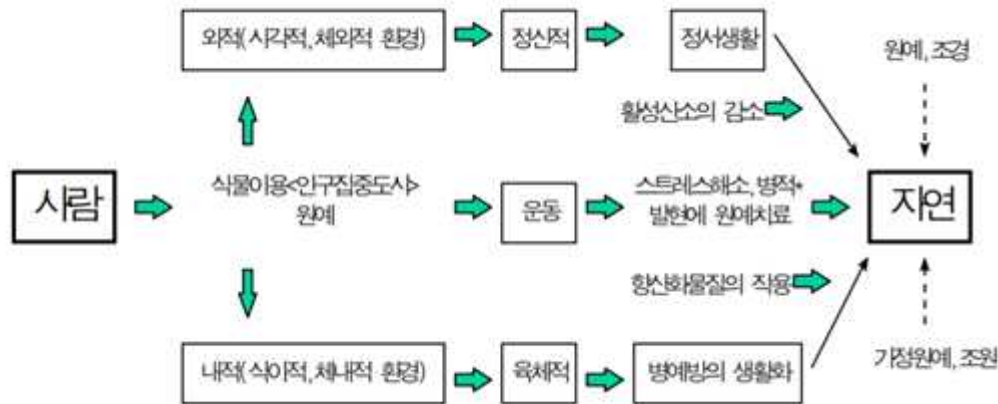 외적(시각적, 체외적 환경)
정신적
정서생활
원예, 조경
활성산소의 감소
사람
식물이용<인구집중도시>
원예
운동
스트레스해소, 병적*
발현에 원예치료
자연
항산화물질의 작용
내적(식이적, 체내적 환경)
육체적
병예방의 생활화
가정원예, 조원